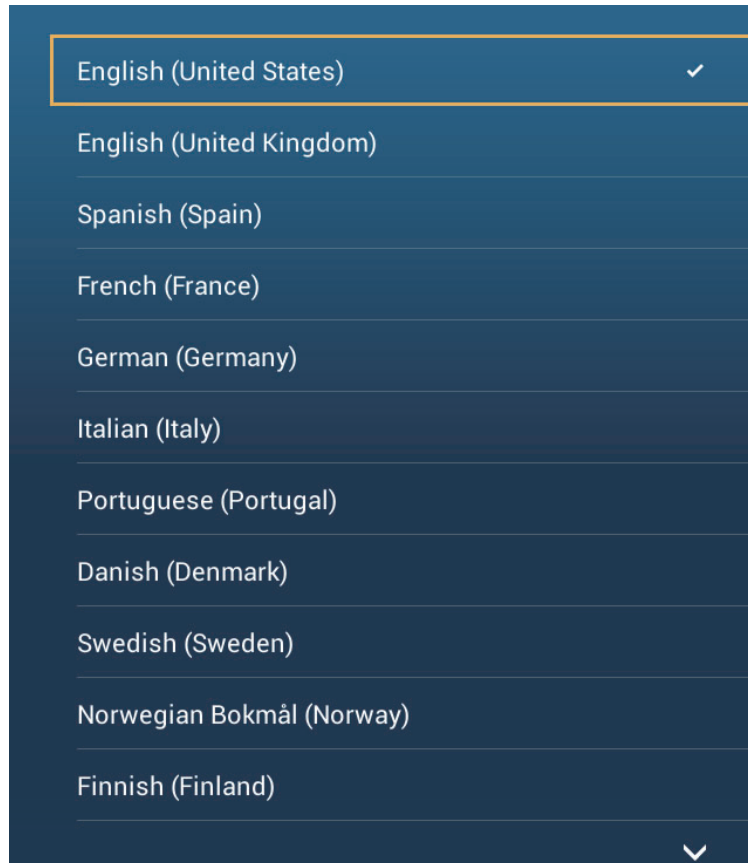 English (United States)
English (United Kingdom)
Spanish (Spain)
French (France)
German (Germany)
Italian (Italy)
Portuguese (Portugal)
Danish (Denmark)
Swedish (Sweden)
Norwegian Bokmål (Norway)
Finnish (Finland)